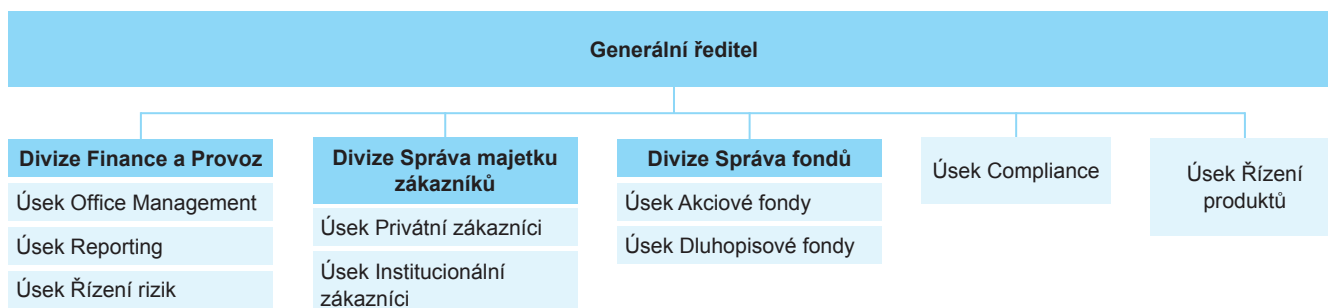 Generální ředitel
Divize Finance a Provoz
Úsek Office Management
Úsek Reporting
Úsek Řízení rizik
Divize Správa majetku
zákazníků
Úsek Privátní zákazníci
Úsek Institucionální
zákazníci
Divize Správa fondů
Úsek Akciové fondy
Úsek Dluhopisové fondy
Úsek Compliance
Úsek Řízení
produktů